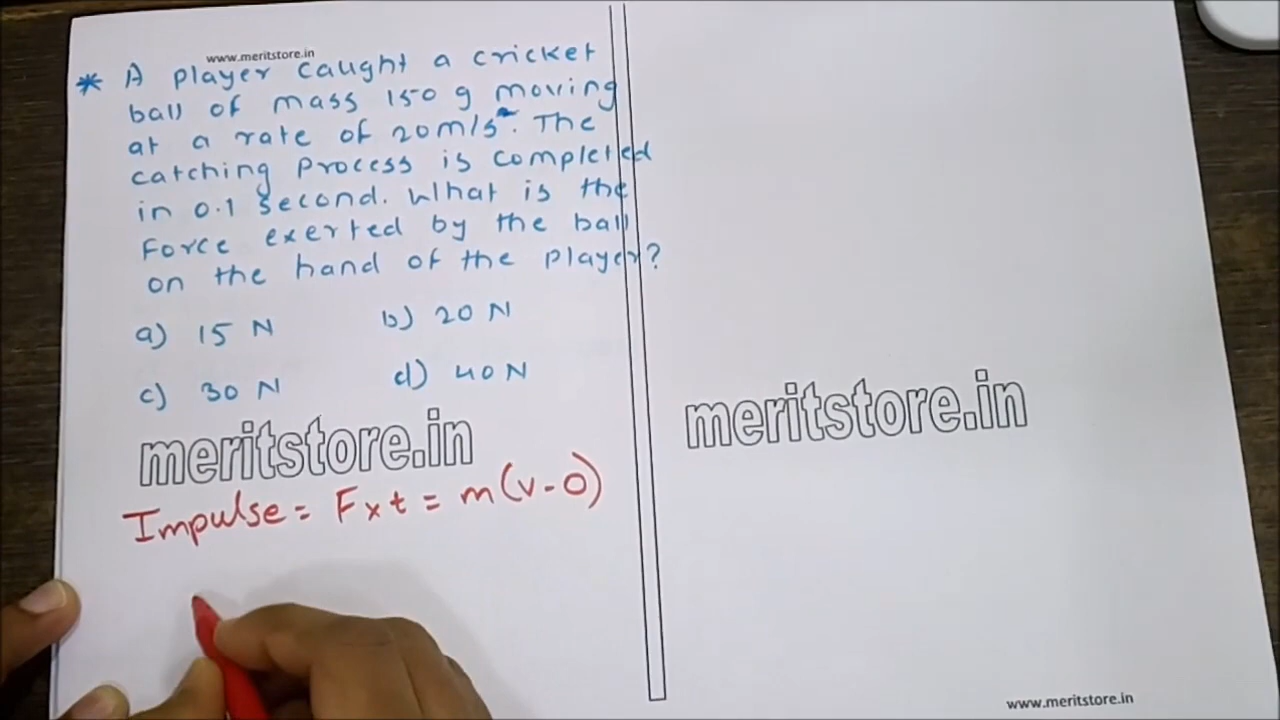 www.meritstore.in
* A player caught a cricket
ball of mass 150 g moving
at a rate of 20m/s. The
catching process is completed
in 0.1 second. What is the
Force exerted by the ball
on the hand of the player?
a) 15 N b) 20 N
c) 30 N d) 40 N
meritstore.in
Impulse = F x t = m(v-0)
meritstore.in
www.meritstore.in